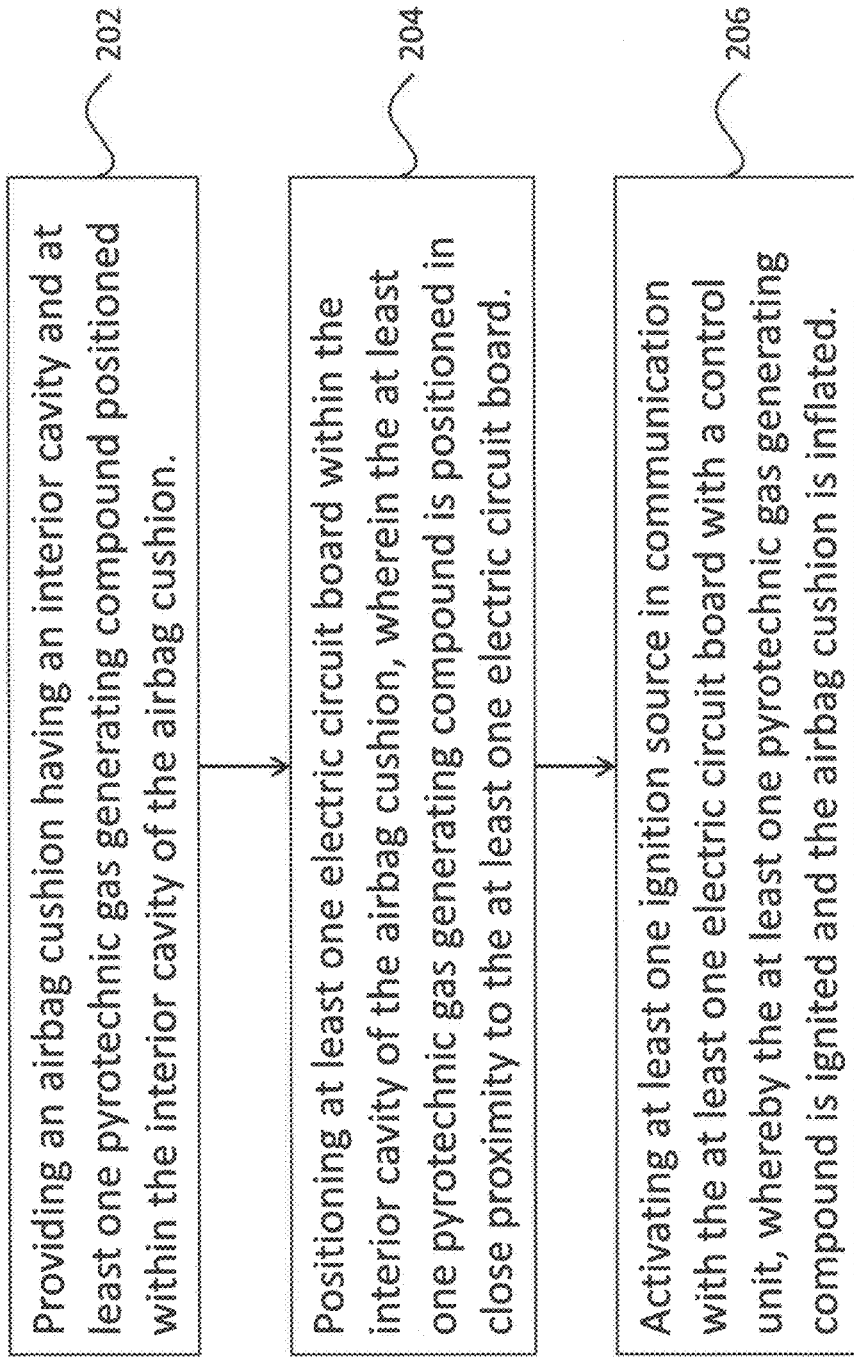 Providing an airbag cushion having an interior cavity and at
least one pyrotechnic gas generating compound positioned
within the interior cavity of the airbag cushion.
202
Positioning at least one electric circuit board within the
interior cavity of the airbag cushion, wherein the at least
one pyrotechnic gas generating compound is positioned in
close proximity to the at least one electric circuit board.
204
Activating at least one ignition source in communication
with the at least one electric circuit board with a control
unit, whereby the at least one pyrotechnic gas generating
compound is ignited and the airbag cushion is inflated.
206